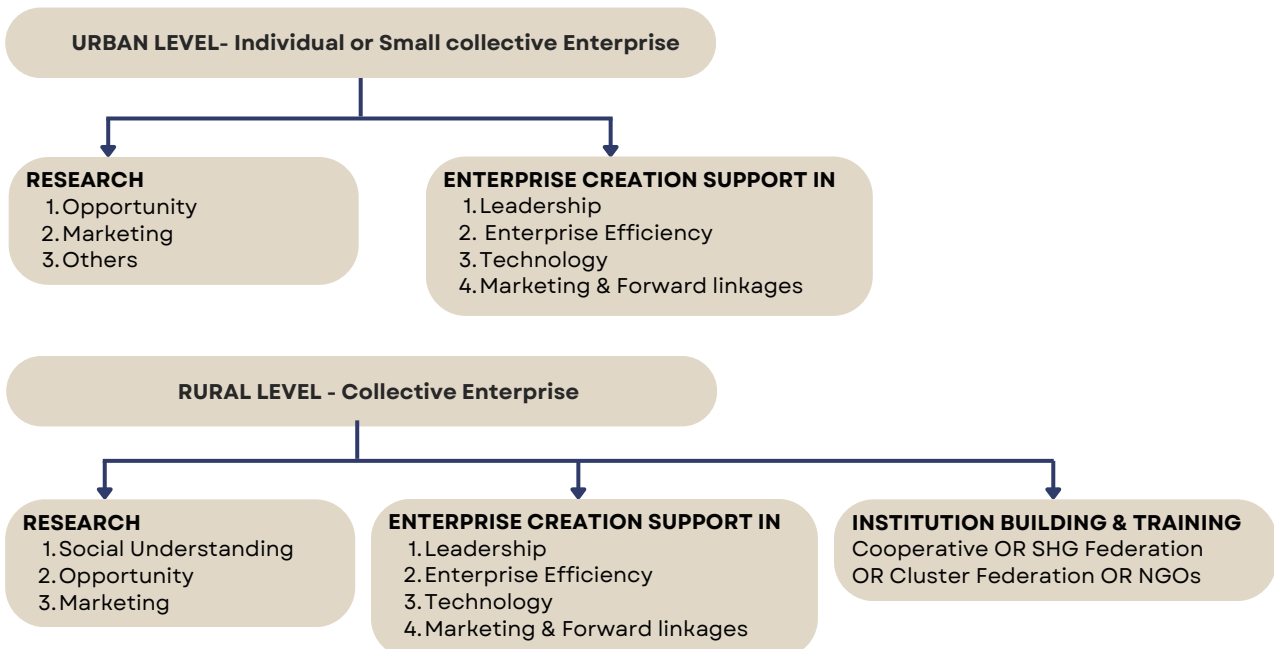 URBAN LEVEL- Individual or Small collective Enterprise
RESEARCH
1.Opportunity
2.Marketing
3.Others
ENTERPRISE CREATION SUPPORT IN
1.Leadership
2. Enterprise Efficiency
3.Technology
4.Marketing & Forward linkages
RURAL LEVEL - Collective Enterprise
RESEARCH
1.Social Understanding
2.Opportunity
3.Marketing
ENTERPRISE CREATION SUPPORT IN
1.Leadership
2.Enterprise Efficiency
3.Technology
4.Marketing & Forward linkages
INSTITUTION BUILDING & TRAINING
Cooperative OR SHG Federation
OR Cluster Federation OR NGOs